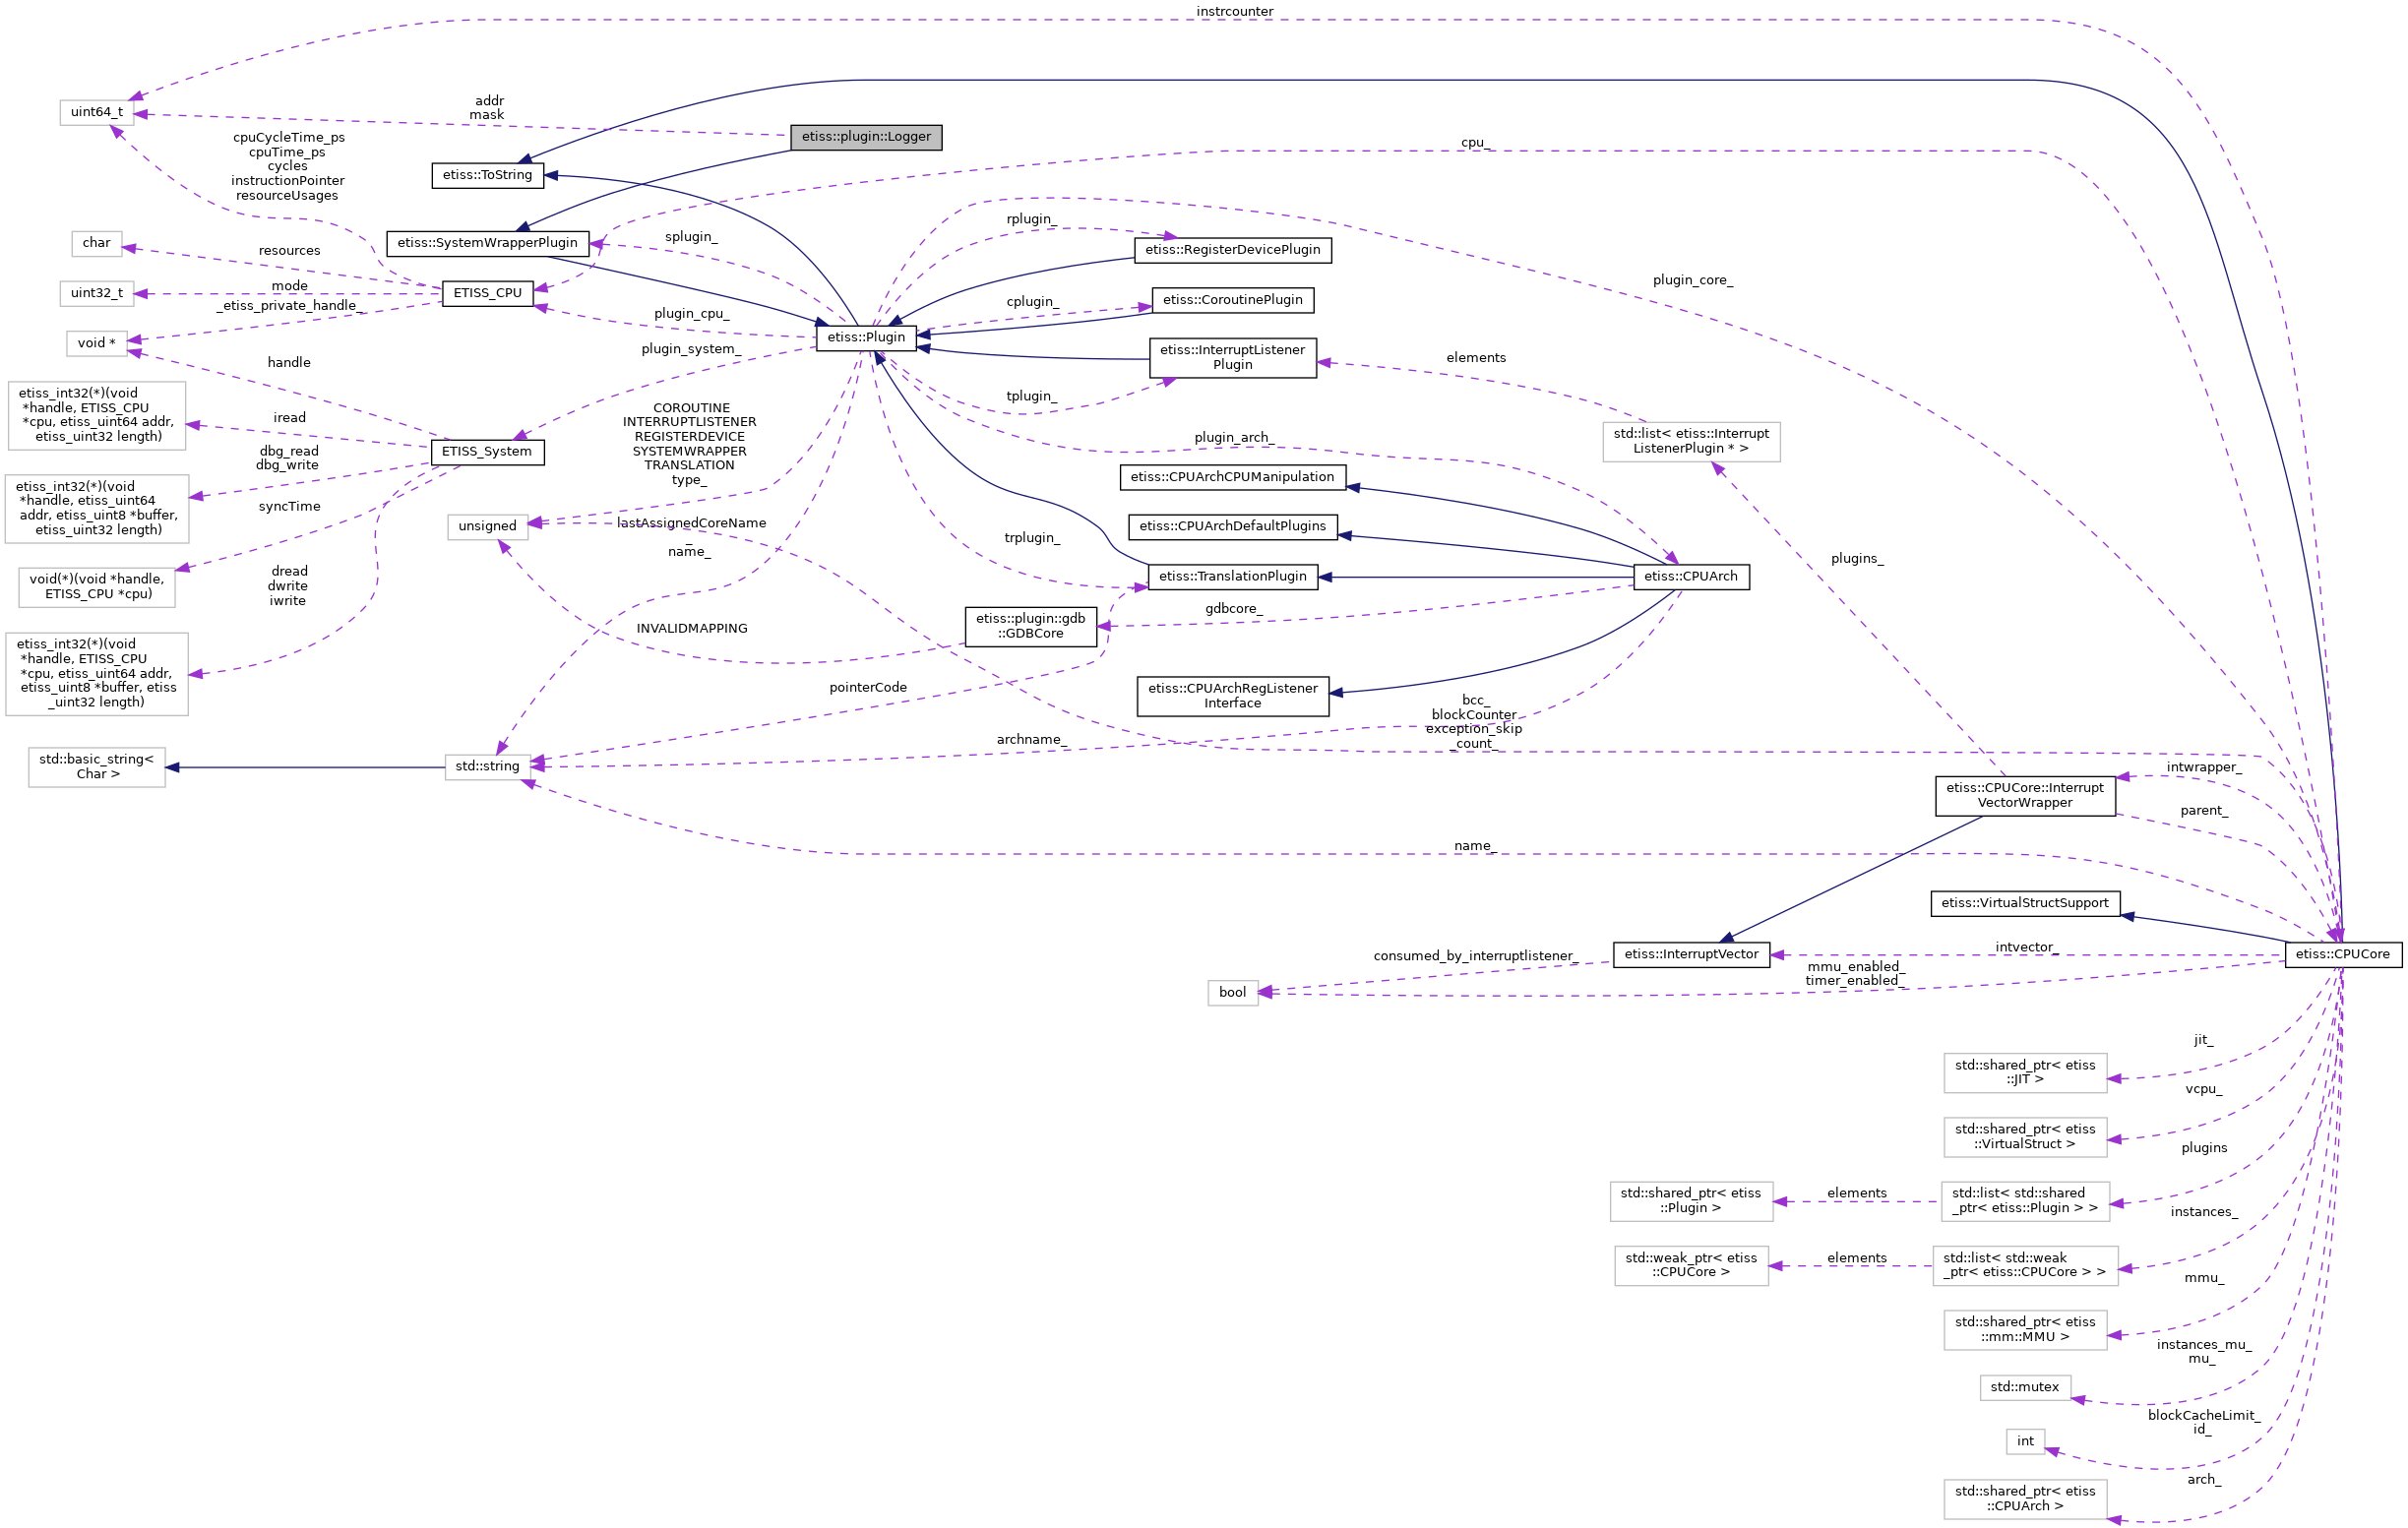 instrcounter
uint64_t
addr
mask
etiss::plugin::Logger
cpuCycleTime_ps
cpuTime_ps
cycles
instructionPointer
resourceUsages
cpu_
etiss::ToString
etiss::SystemWrapperPlugin
splugin_
rplugin_
etiss::RegisterDevicePlugin
plugin_core_
char
resources
uint32_t
mode
ETISS_CPU
_etiss_private_handle_
plugin_cpu_
cplugin_
etiss::CoroutinePlugin
void *
etiss::Plugin
plugin_system_
etiss::InterruptListener
Plugin
elements
handle
tplugin_
etiss_int32(*)(void
*handle, ETISS_CPU
*cpu, etiss_uint64 addr,
etiss_uint32 length)
iread
ETISS_System
COROUTINE
INTERRUPTLISTENER
REGISTERDEVICE
SYSTEMWRAPPER
TRANSLATION
type_
plugin_arch_
std::list< etiss::Interrupt
ListenerPlugin * >
dbg_read
dbg_write
etiss::CPUArchCPUManipulation
etiss_int32(*)(void
*handle, etiss_uint64
addr, etiss_uint8 *buffer,
etiss_uint32 length)
syncTime
unsigned
lastAssignedCoreName
_
name_
etiss::CPUArchDefaultPlugins
trplugin_
plugins_
void(*)(void *handle,
ETISS_CPU *cpu)
dread
dwrite
iwrite
etiss::TranslationPlugin
etiss::CPUArch
gdbcore_
etiss::plugin::gdb
::GDBCore
INVALIDMAPPING
etiss_int32(*)(void
*handle, ETISS_CPU
*cpu, etiss_uint64 addr,
etiss_uint8 *buffer, etiss
_uint32 length)
pointerCode
etiss::CPUArchRegListener
Interface
bcc_
blockCounter
exception_skip
_count_
archname_
std::basic_string<
Char >
std::string
intwrapper_
etiss::CPUCore::Interrupt
VectorWrapper
parent_
name_
etiss::VirtualStructSupport
etiss::InterruptVector
intvector_
etiss::CPUCore
consumed_by_interruptlistener_
mmu_enabled_
timer_enabled_
bool
jit_
std::shared_ptr< etiss
::JIT >
vcpu_
std::shared_ptr< etiss
::VirtualStruct >
plugins
std::shared_ptr< etiss
::Plugin >
elements
std::list< std::shared
_ptr< etiss::Plugin > >
instances_
std::weak_ptr< etiss
::CPUCore >
elements
std::list< std::weak
_ptr< etiss::CPUCore > >
mmu_
std::shared_ptr< etiss
::mm::MMU >
instances_mu_
mu_
std::mutex
blockCacheLimit_
id_
int
arch_
std::shared_ptr< etiss
::CPUArch >